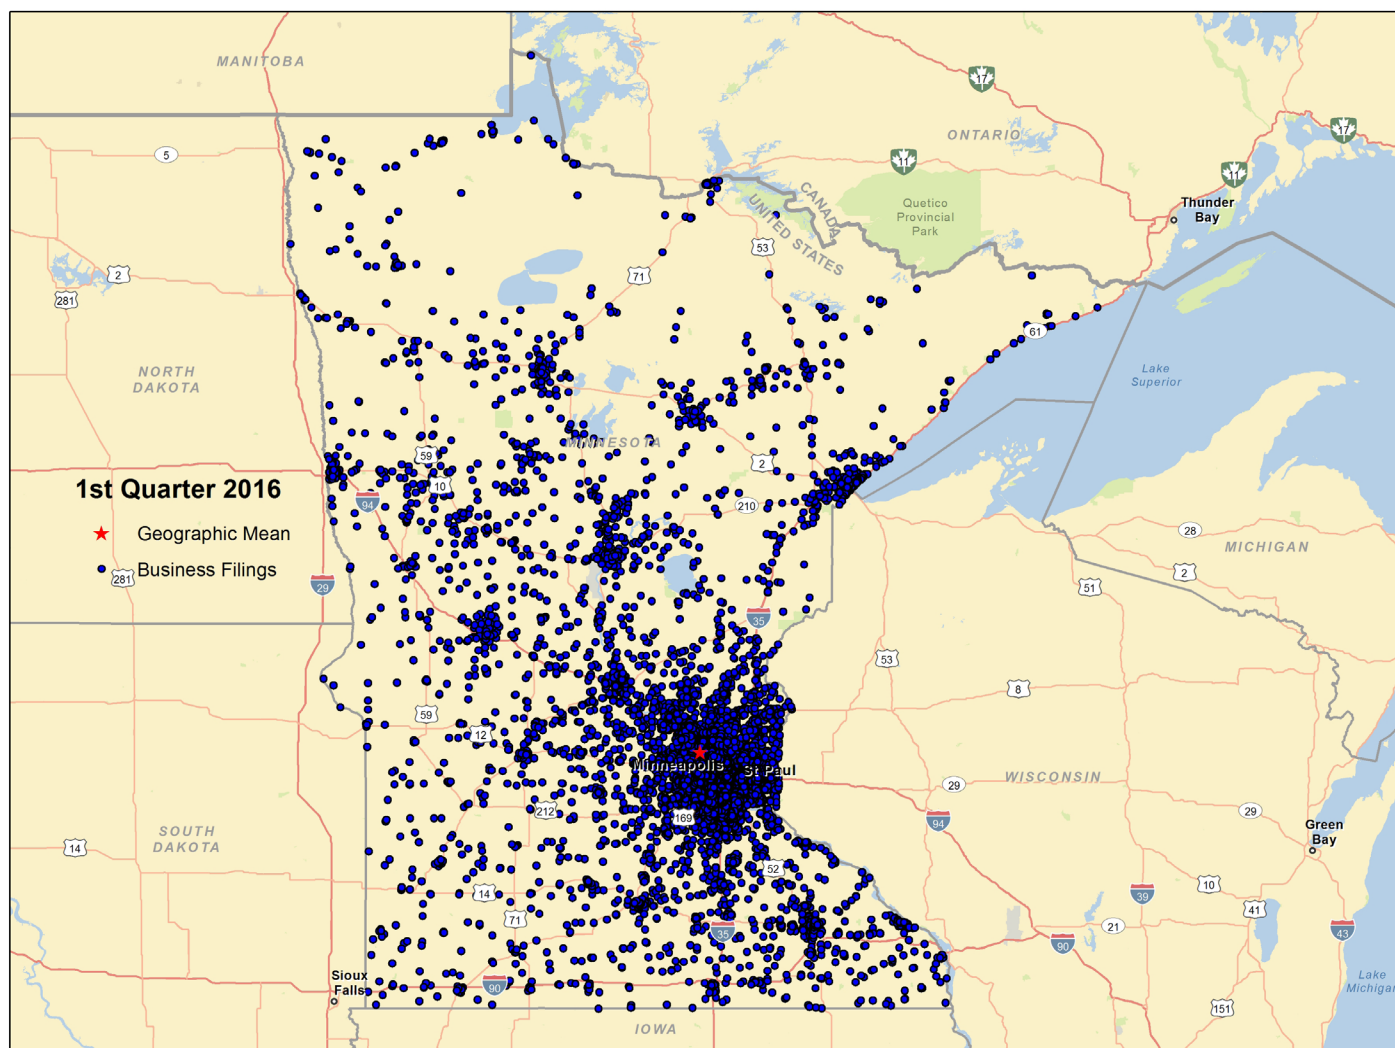 MANITOBA
17
ONTARIO
17
5
11
11
CANADA
UNITED STATES
Quetico
Provincial
Park
Thunder
Bay
53
2
71
281
61
NORTH
DAKOTA
Lake
Superior
MINNESOTA
59
2
10
1st Quarter 2016
94
210
Geographic Mean
28
MICHIGAN
281
Business Filings
2
29
51
35
53
8
59
12
Minneapolis
St Paul
WISCONSIN
29
212
29
169
94
SOUTH
DAKOTA
Green
Bay
14
52
14
10
39
41
71
35
21
43
90
Sioux
Falls
90
Lake
Michigan
151
IOWA